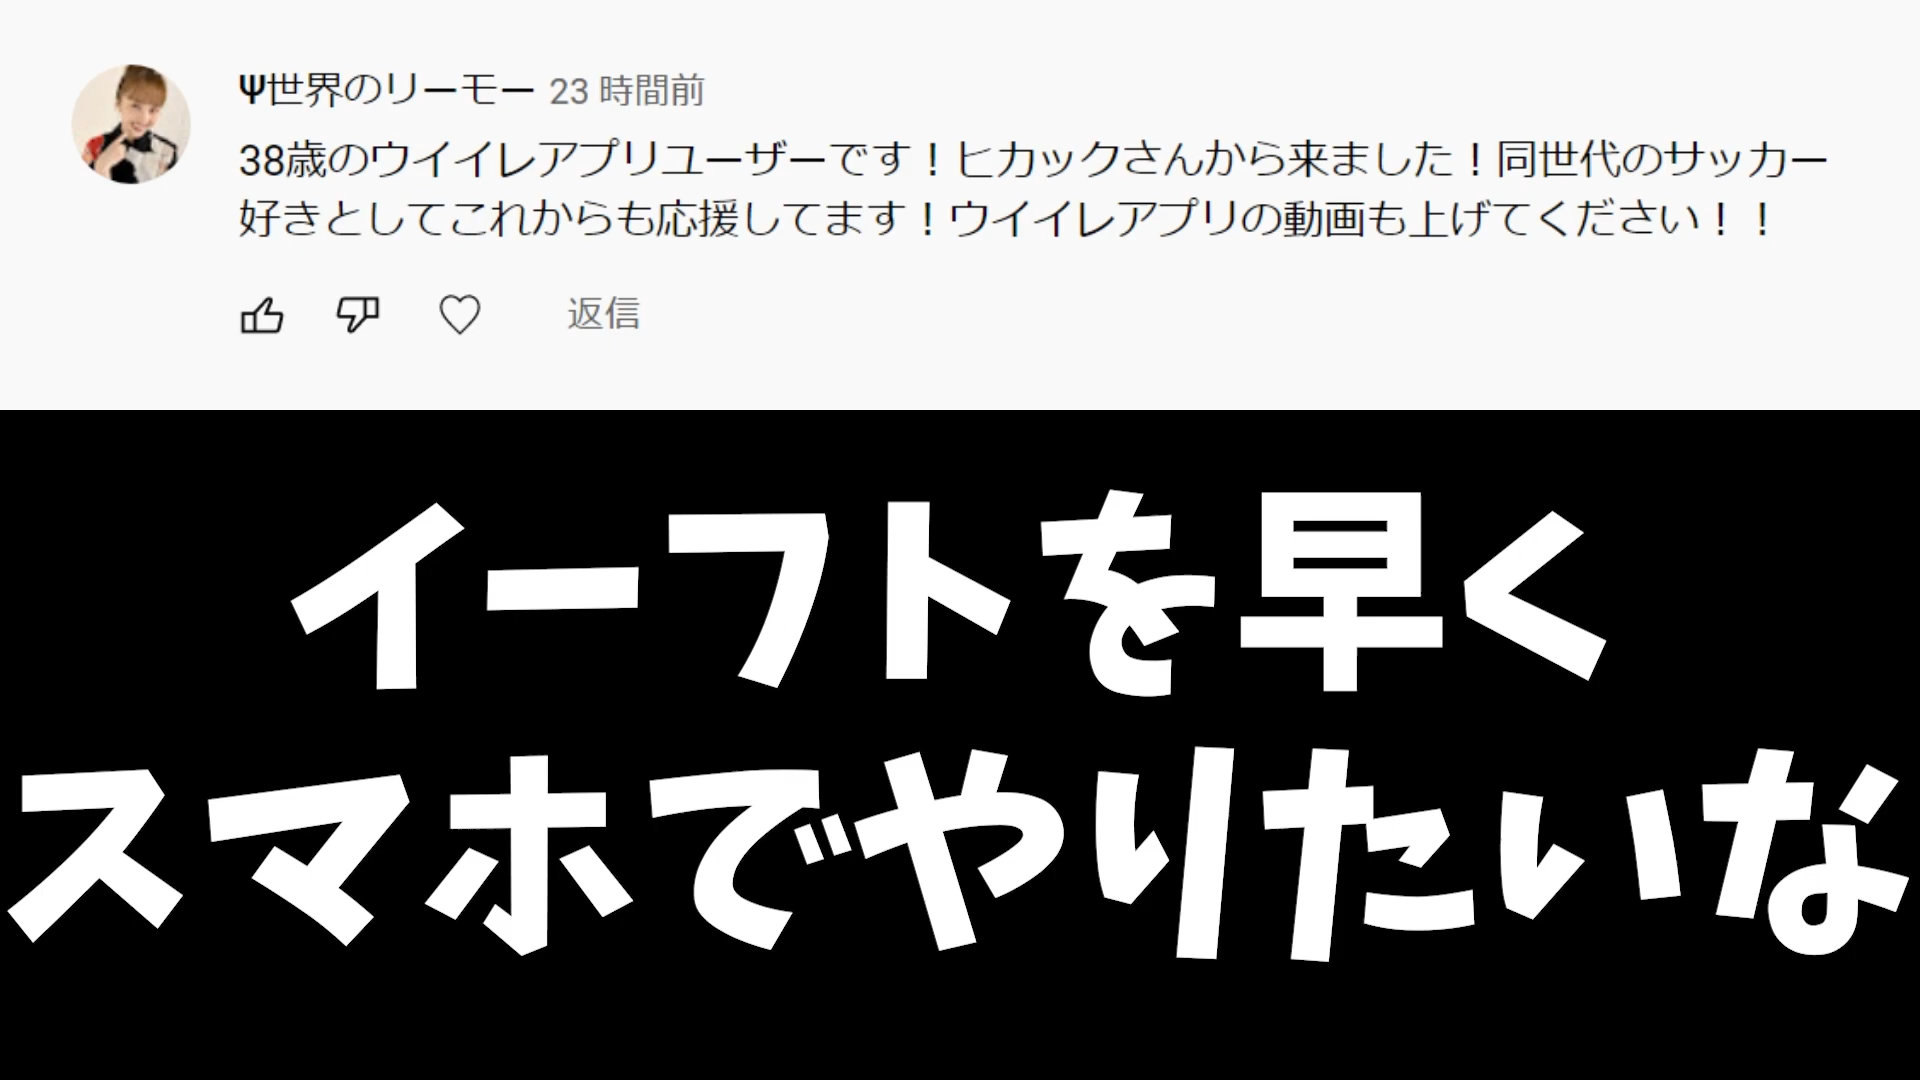 Ψ世界のリーモー 23 時間前
38歳のウイイレアプリユーザーです！ヒカックさんから来ました！同世代のサッカー
好きとしてこれからも応援してます！ウイイレアプリの動画も上げてください！！
返信
イーフトを早く
スマホでやりたいな